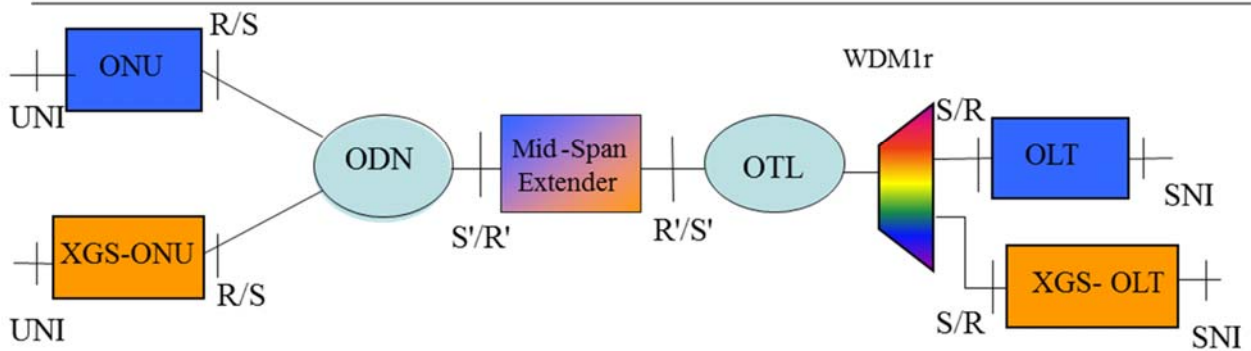 R/S
ONU
UNI
WDM1r
S/R
OLT
SNI
ODN
Mid-Span
Extender
OTL
S'/R'
R'/S'
XGS-ONU
R/S
UNI
XGS- OLT
S/R
SNI